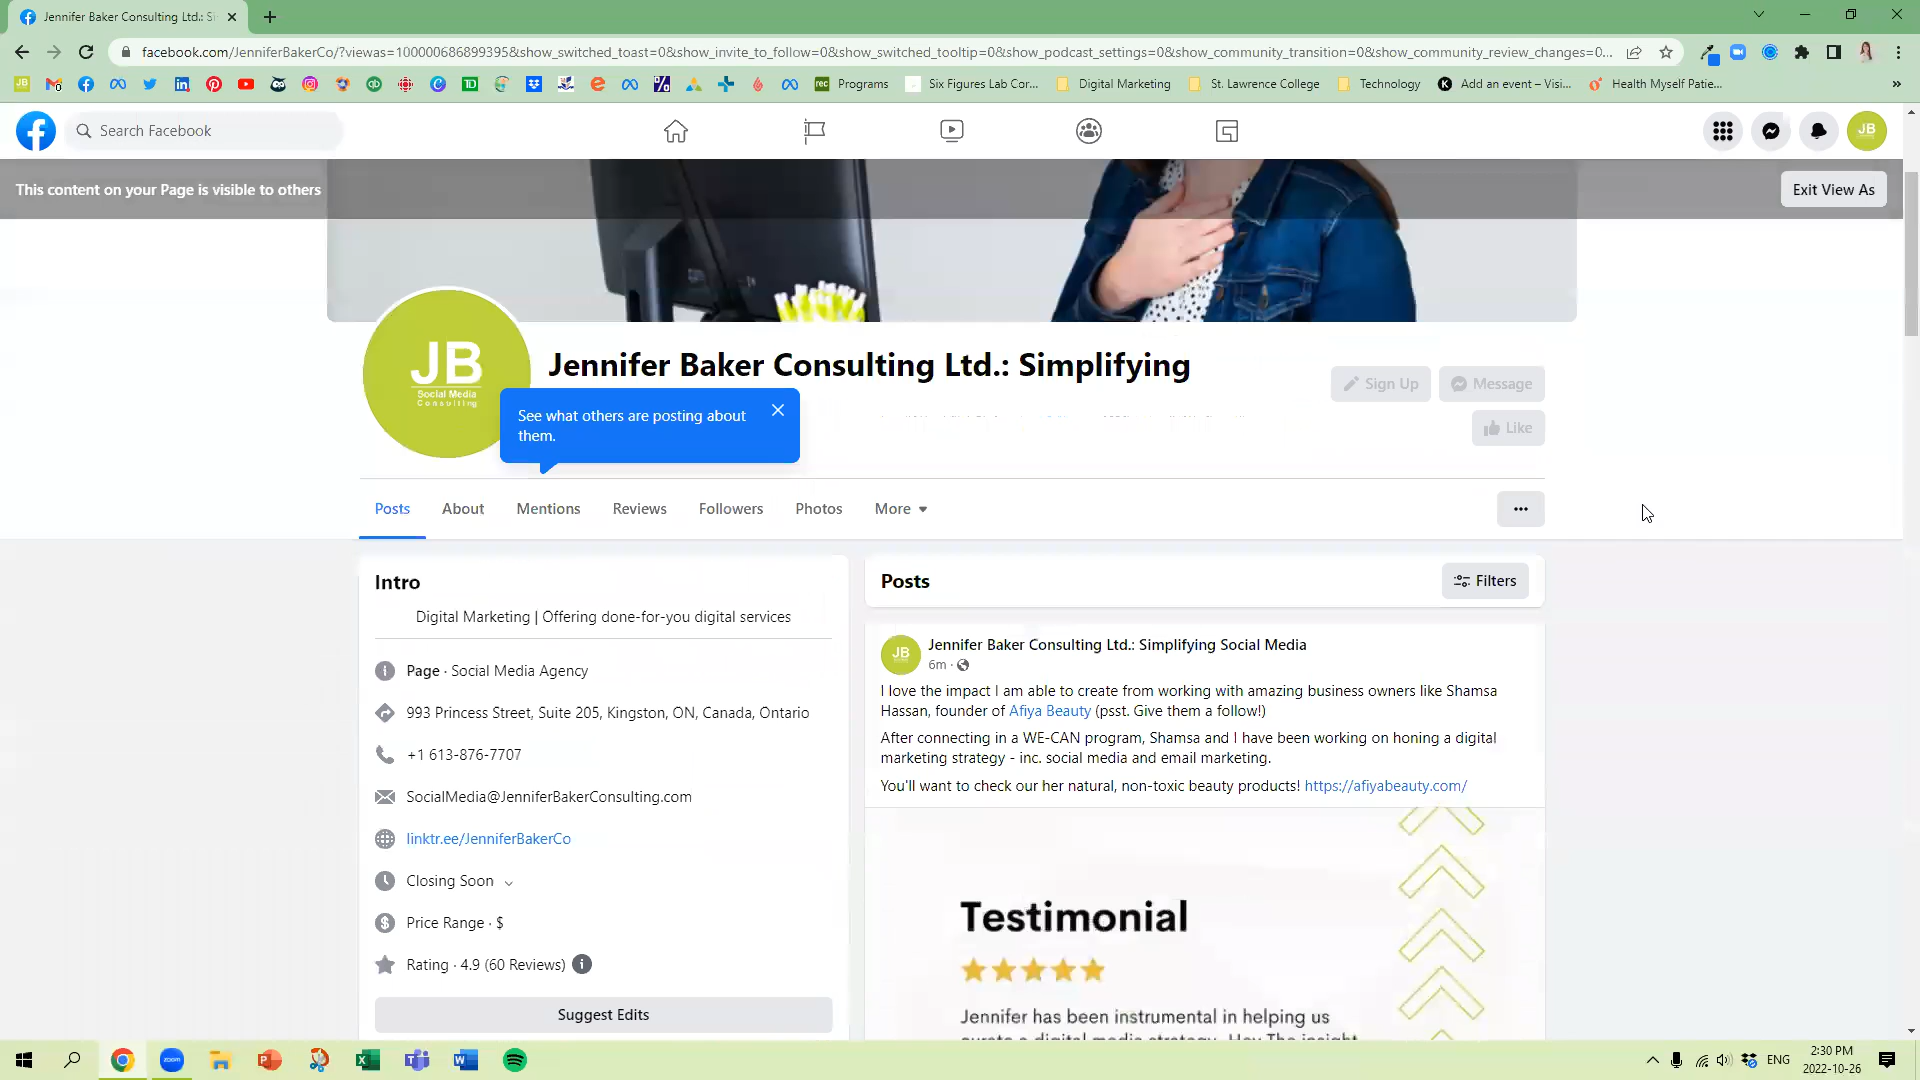 Jennifer Baker Consulting Ltd.: Si
facebook.com/JenniferBakerCo/?viewas=100000686899395&show_switched_toast=0&show_invite_to_follow=0&show_switched_tooltip=0&show_podcast_settings=0&show_community_transition=0&show_community_review_changes=0...
Programs
Six Figures Lab Cor...
Digital Marketing
St. Lawrence College
Technology
Add an event – Visi...
Health Myself Patie...
Search Facebook
JB
This content on your Page is visible to others
Exit View As
JB
Social Media
Consulting
Jennifer Baker Consulting Ltd.: Simplifying
Sign Up
Message
Like
See what others are posting about
them.
Posts
About
Mentions
Reviews
Followers
Photos
More
Intro
Digital Marketing | Offering done-for-you digital services
Page · Social Media Agency
993 Princess Street, Suite 205, Kingston, ON, Canada, Ontario
+1 613-876-7707
SocialMedia@JenniferBakerConsulting.com
linktr.ee/JenniferBakerCo
Closing Soon
Price Range · $
Rating · 4.9 (60 Reviews)
Suggest Edits
Posts
Filters
JB
Jennifer Baker Consulting Ltd.: Simplifying Social Media
6m ·
I love the impact I am able to create from working with amazing business owners like Shamsa
Hassan, founder of Afiya Beauty (psst. Give them a follow!)
After connecting in a WE-CAN program, Shamsa and I have been working on honing a digital
marketing strategy - inc. social media and email marketing.
You'll want to check our her natural, non-toxic beauty products! https://afiyabeauty.com/
Testimonial
Jennifer has been instrumental in helping us
ENG
2:30 PM
2022-10-26